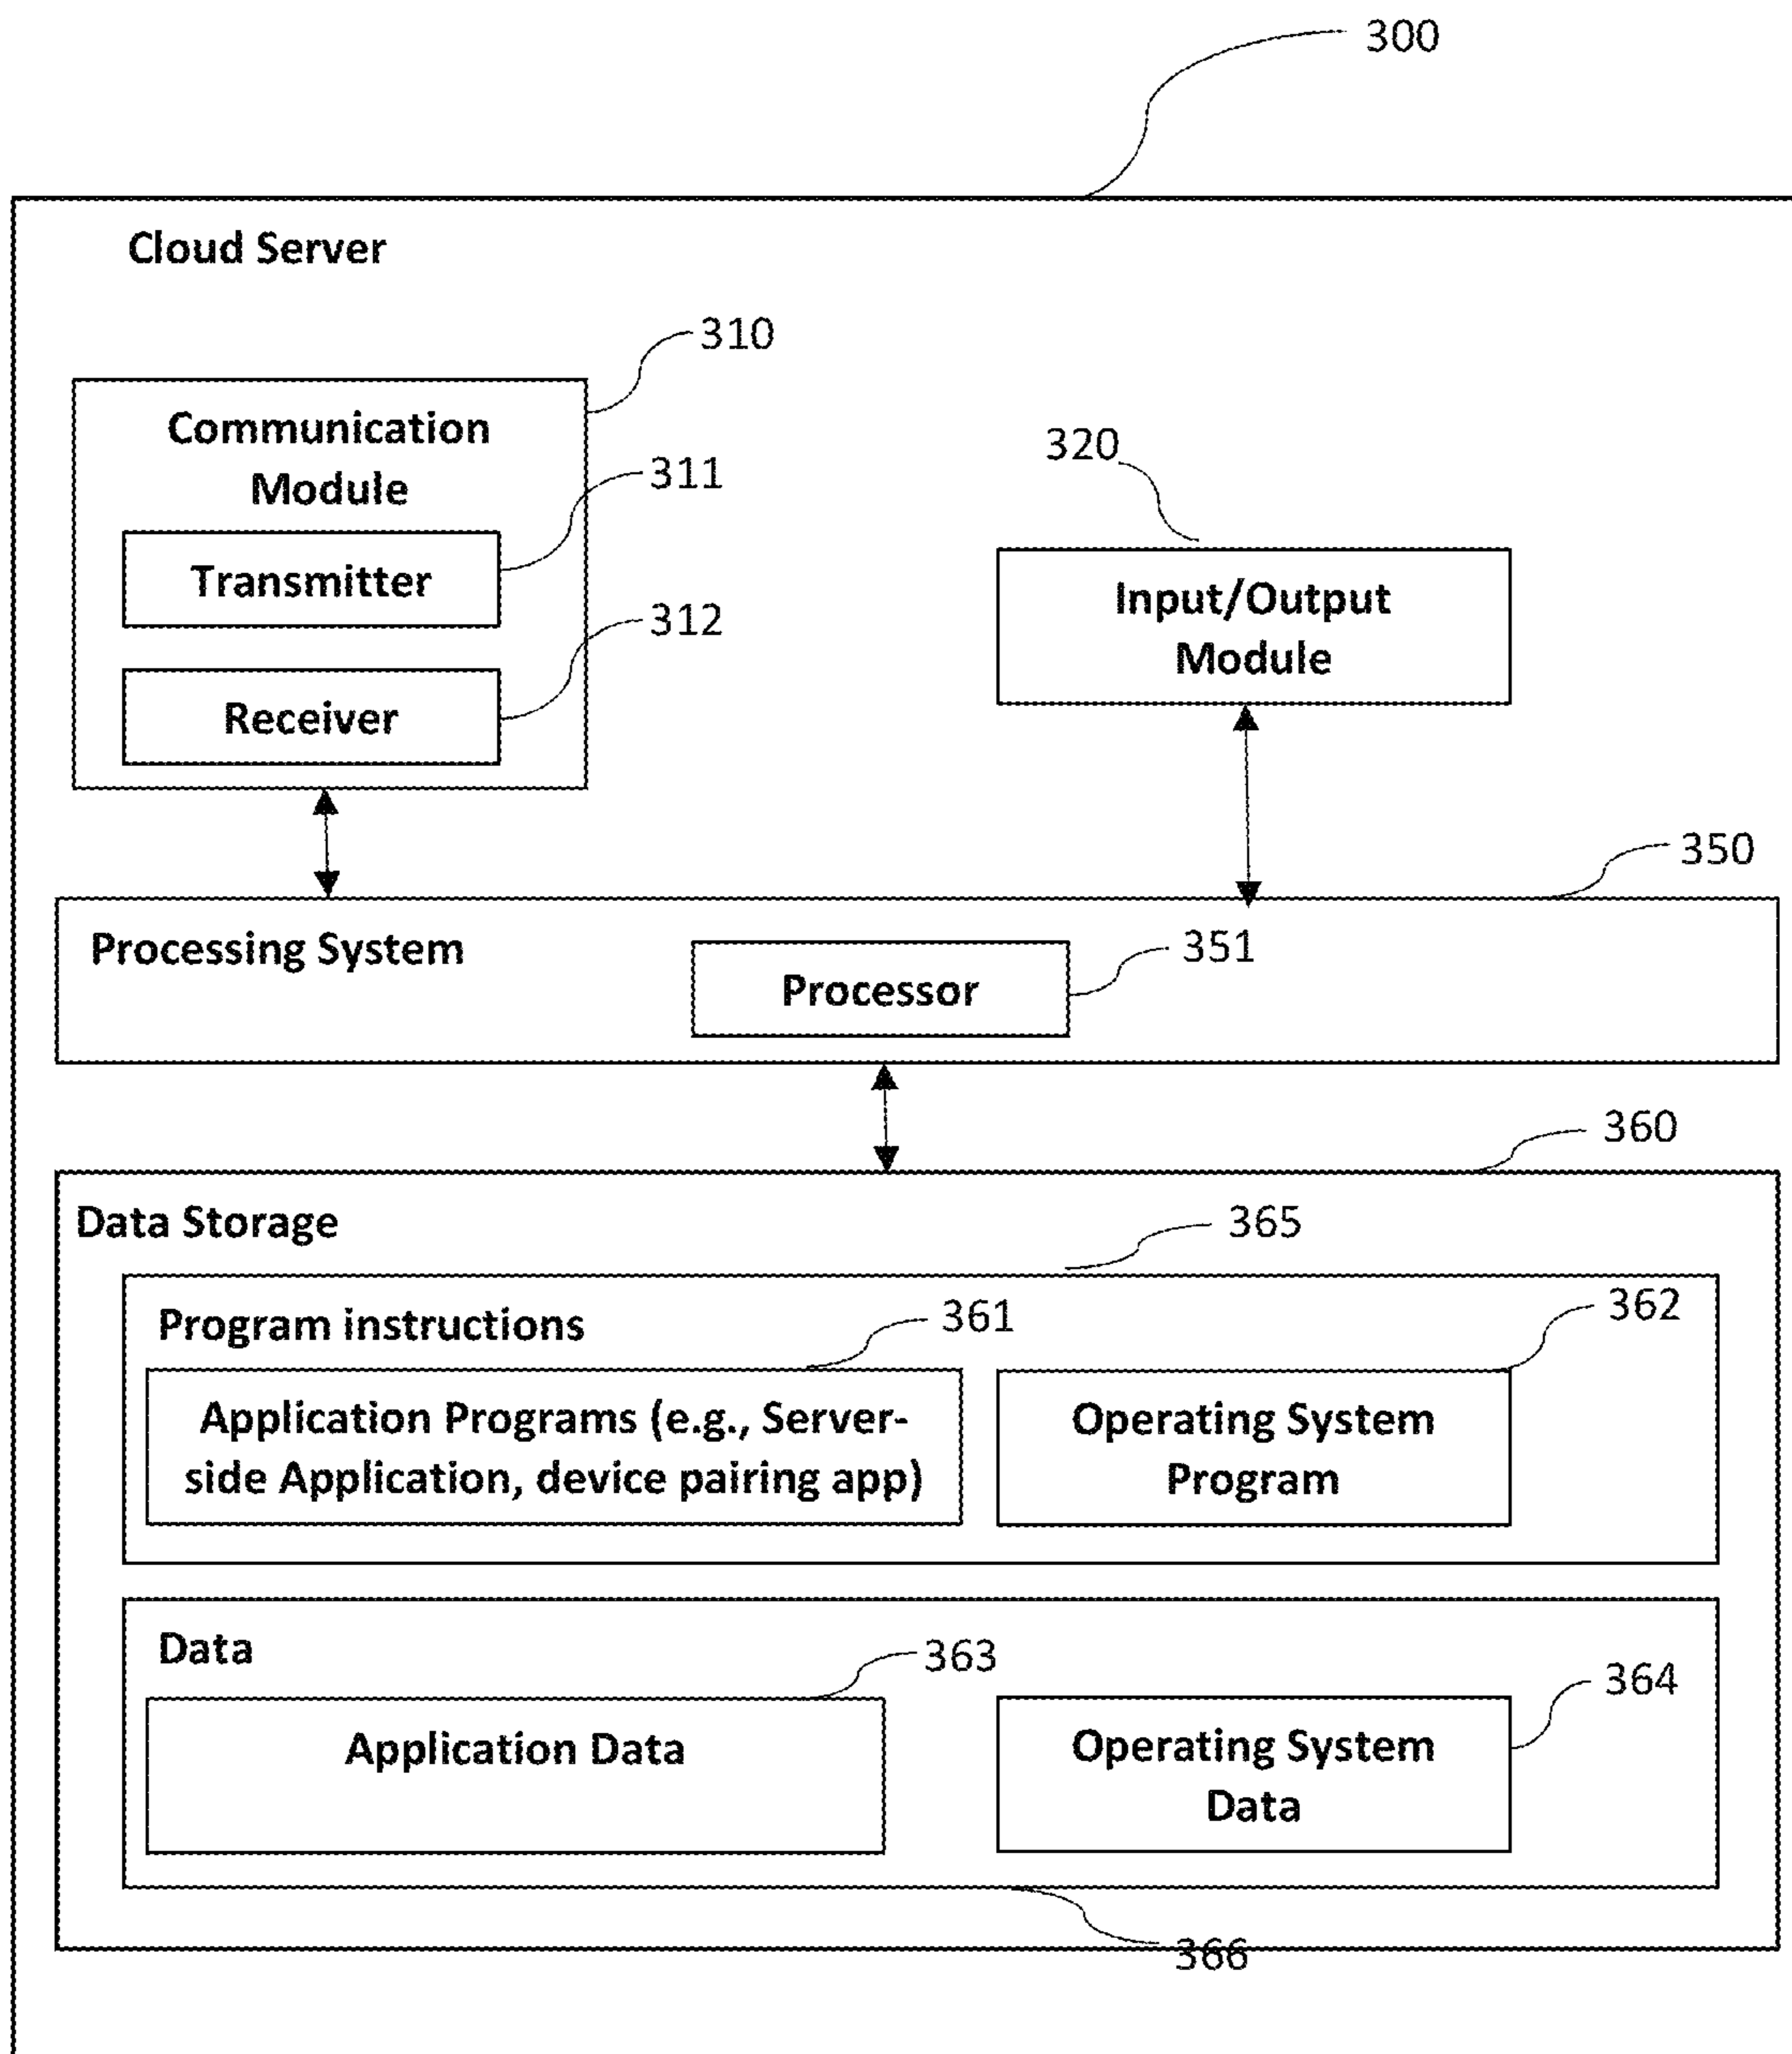 300
Cloud Server
310
Communication
Module
311
Transmitter
312
Receiver
320
Input/Output
Module
350
Processing System
351
Processor
360
Data Storage
365
Program instructions
361
362
Application Programs (e.g., Server-
side Application, device pairing app)
Operating System
Program
Data
363
364
Application Data
Operating System
Data
366